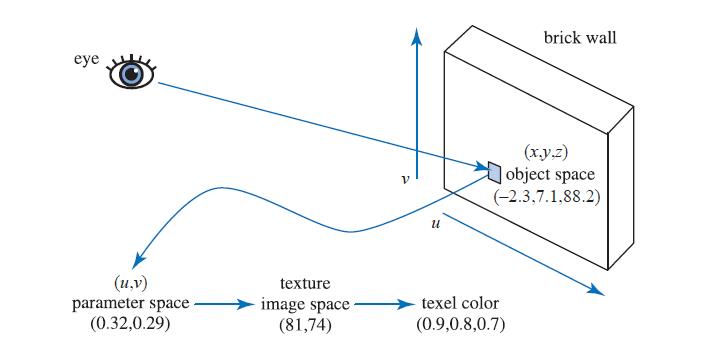 brick wall
eye
(x,y,z)
object space
(–2.3,7.1,88.2)
v
u
(u,v)
parameter space
(0.32,0.29)
texture
image space
(81,74)
texel color
(0.9,0.8,0.7)